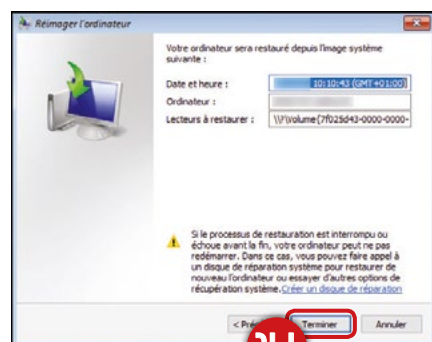 Réimager l'ordinateur
Votre ordinateur sera restauré depuis l'image système
suivante :
Date et heure : 10:10:43 (GMT+01:00)
Ordinateur :
Lecteurs à restaurer : \\?\Volume{7f025d43-0000-0000-
Si le processus de restauration est interrompu ou
échoue avant la fin, votre ordinateur peut ne pas
redémarrer. Dans ce cas, vous pouvez faire appel à
un disque de réparation système pour restaurer de
nouveau l'ordinateur ou essayer d'autres options de
récupération système. Créer un disque de réparation
Terminer Annuler